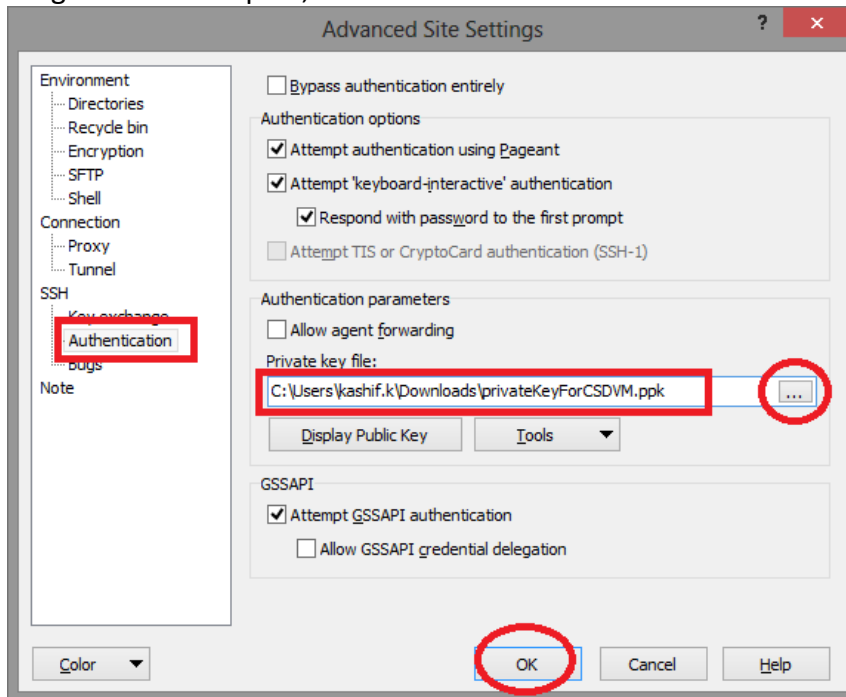 Advanced Site Settings
?
×
Environment
Directories
Recycle bin
Encryption
SFTP
Shell
Connection
Proxy
Tunnel
SSH
Key exchange
Authentication
Bugs
Note
Bypass authentication entirely
Authentication options
Attempt authentication using Pageant
Attempt 'keyboard-interactive' authentication
Respond with password to the first prompt
Attempt TIS or CryptoCard authentication (SSH-1)
Authentication parameters
Allow agent forwarding
Private key file:
C:\Users\kashif.k\Downloads\privateKeyForCSDVM.ppk
...
Display Public Key
Tools
GSSAPI
Attempt GSSAPI authentication
Allow GSSAPI credential delegation
Color
OK
Cancel
Help